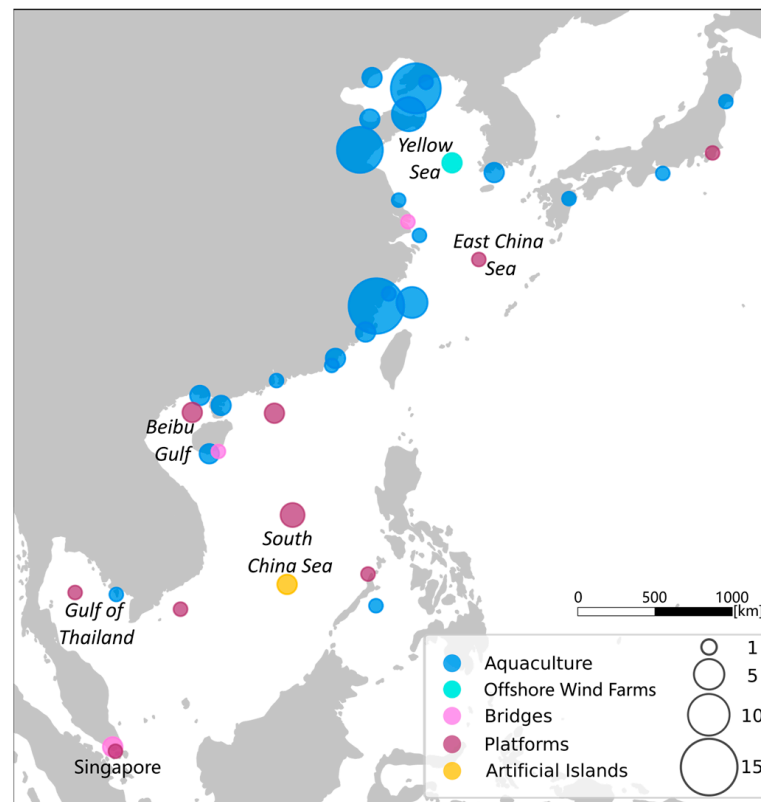 Yellow
Sea
East China
Sea
Beibu
Gulf
South
China Sea
Gulf of
Thailand
Singapore
0 500 1000
[km]
Aquaculture
Offshore Wind Farms
Bridges
Platforms
Artificial Islands
1
5
10
15